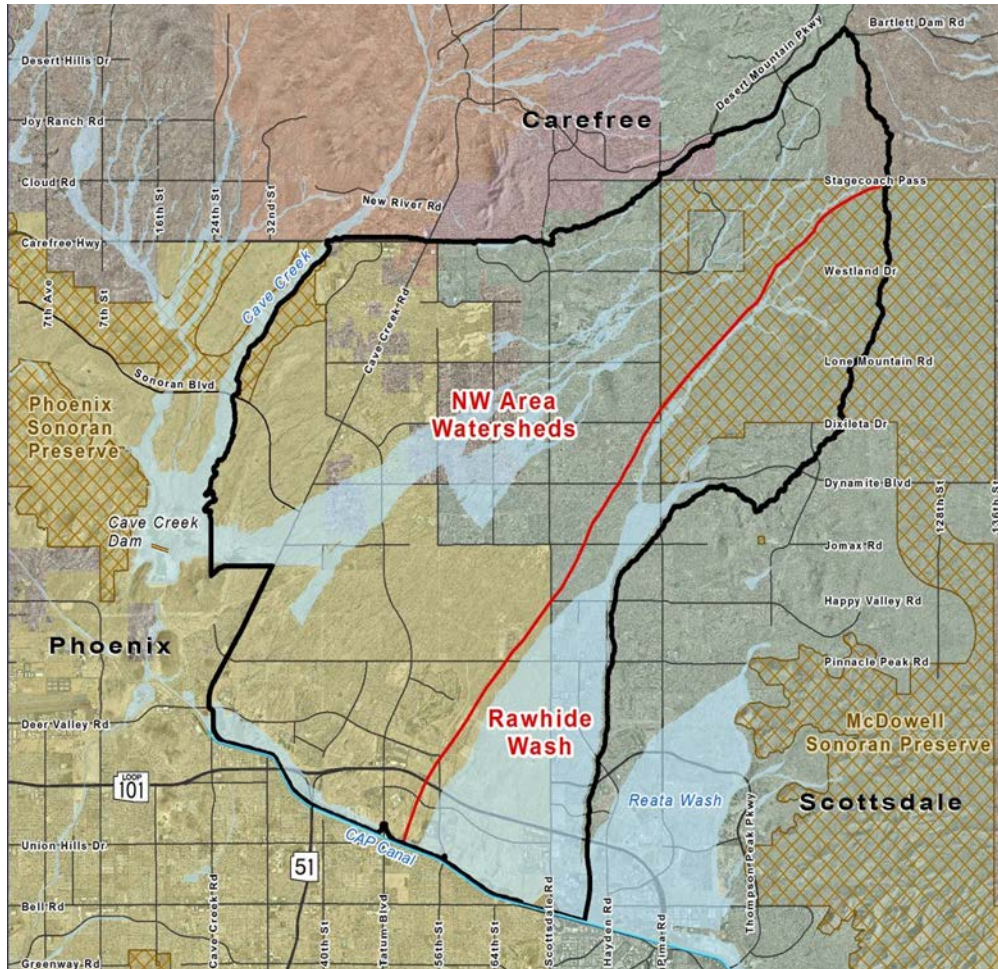 Bartlett Dam Rd
Desert Hills Dr
Desert Mountain Pkwy
Joy Ranch Rd
Carefree
Cloud Rd
16th St
24th St
32nd St
New River Rd
Stagecoach Pass
Carefree Hwy
7th Ave
7th St
Cave Creek
Cave Creek Rd
Westland Dr
Sonoran Blvd
Lone Mountain Rd
Phoenix
Sonoran
Preserve
NW Area
Watersheds
Dixileta Dr
Dynamite Blvd
128th St
136th St
Cave Creek
Dam
Jomax Rd
Happy Valley Rd
Phoenix
Pinnacle Peak Rd
Deer Valley Rd
Rawhide
Wash
McDowell
Sonoran Preserve
LOOP
101
Reata Wash
Scottsdale
Thompson Peak Pkwy
CAP Canal
Union Hills Dr
51
Bell Rd
Cave Creek Rd
40th St
Tatum Blvd
56th St
64th St
Scottsdale Rd
Hayden Rd
Pima Rd
Greenway Rd